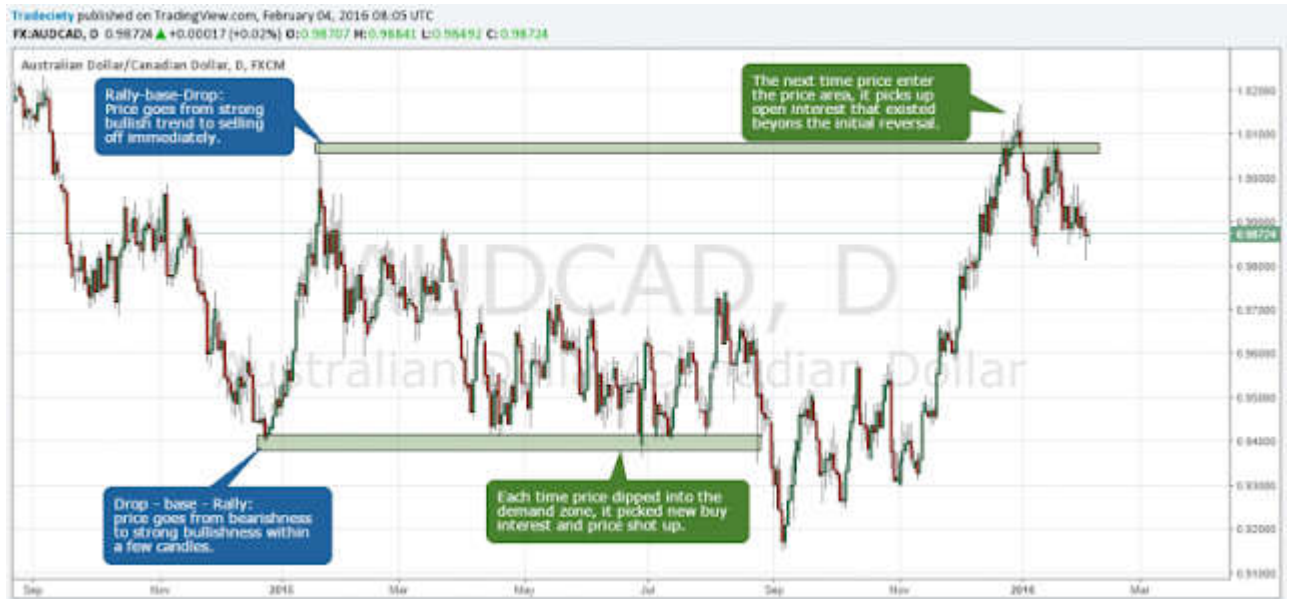 Tradeciety published on TradingView.com, February 04, 2016 08:05 UTC
FX:AUDCAD, D 0.98724 ▲ +0.00017 (+0.02%) O:0.98707 H:0.98841 L:0.98492 C:0.98724
Australian Dollar/Canadian Dollar, D, FXCM
Rally-base-Drop:
Price goes from strong
bullish trend to selling
off immediately.
The next time price enter
the price area, it picks up
open interest that existed
beyons the initial reversal.
AUDCAD, D
Australian Dollar/Canadian Dollar
Drop - base - Rally:
price goes from bearishness
to strong bullishness within
a few candles.
Each time price dipped into the
demand zone, it picked new buy
interest and price shot up.
1.02000
1.01000
1.00000
0.99000
0.98724
0.98000
0.97000
0.96000
0.95000
0.94000
0.93000
0.92000
0.91000
Sep Nov 2015 Mar May Jul Sep Nov 2016 Mar